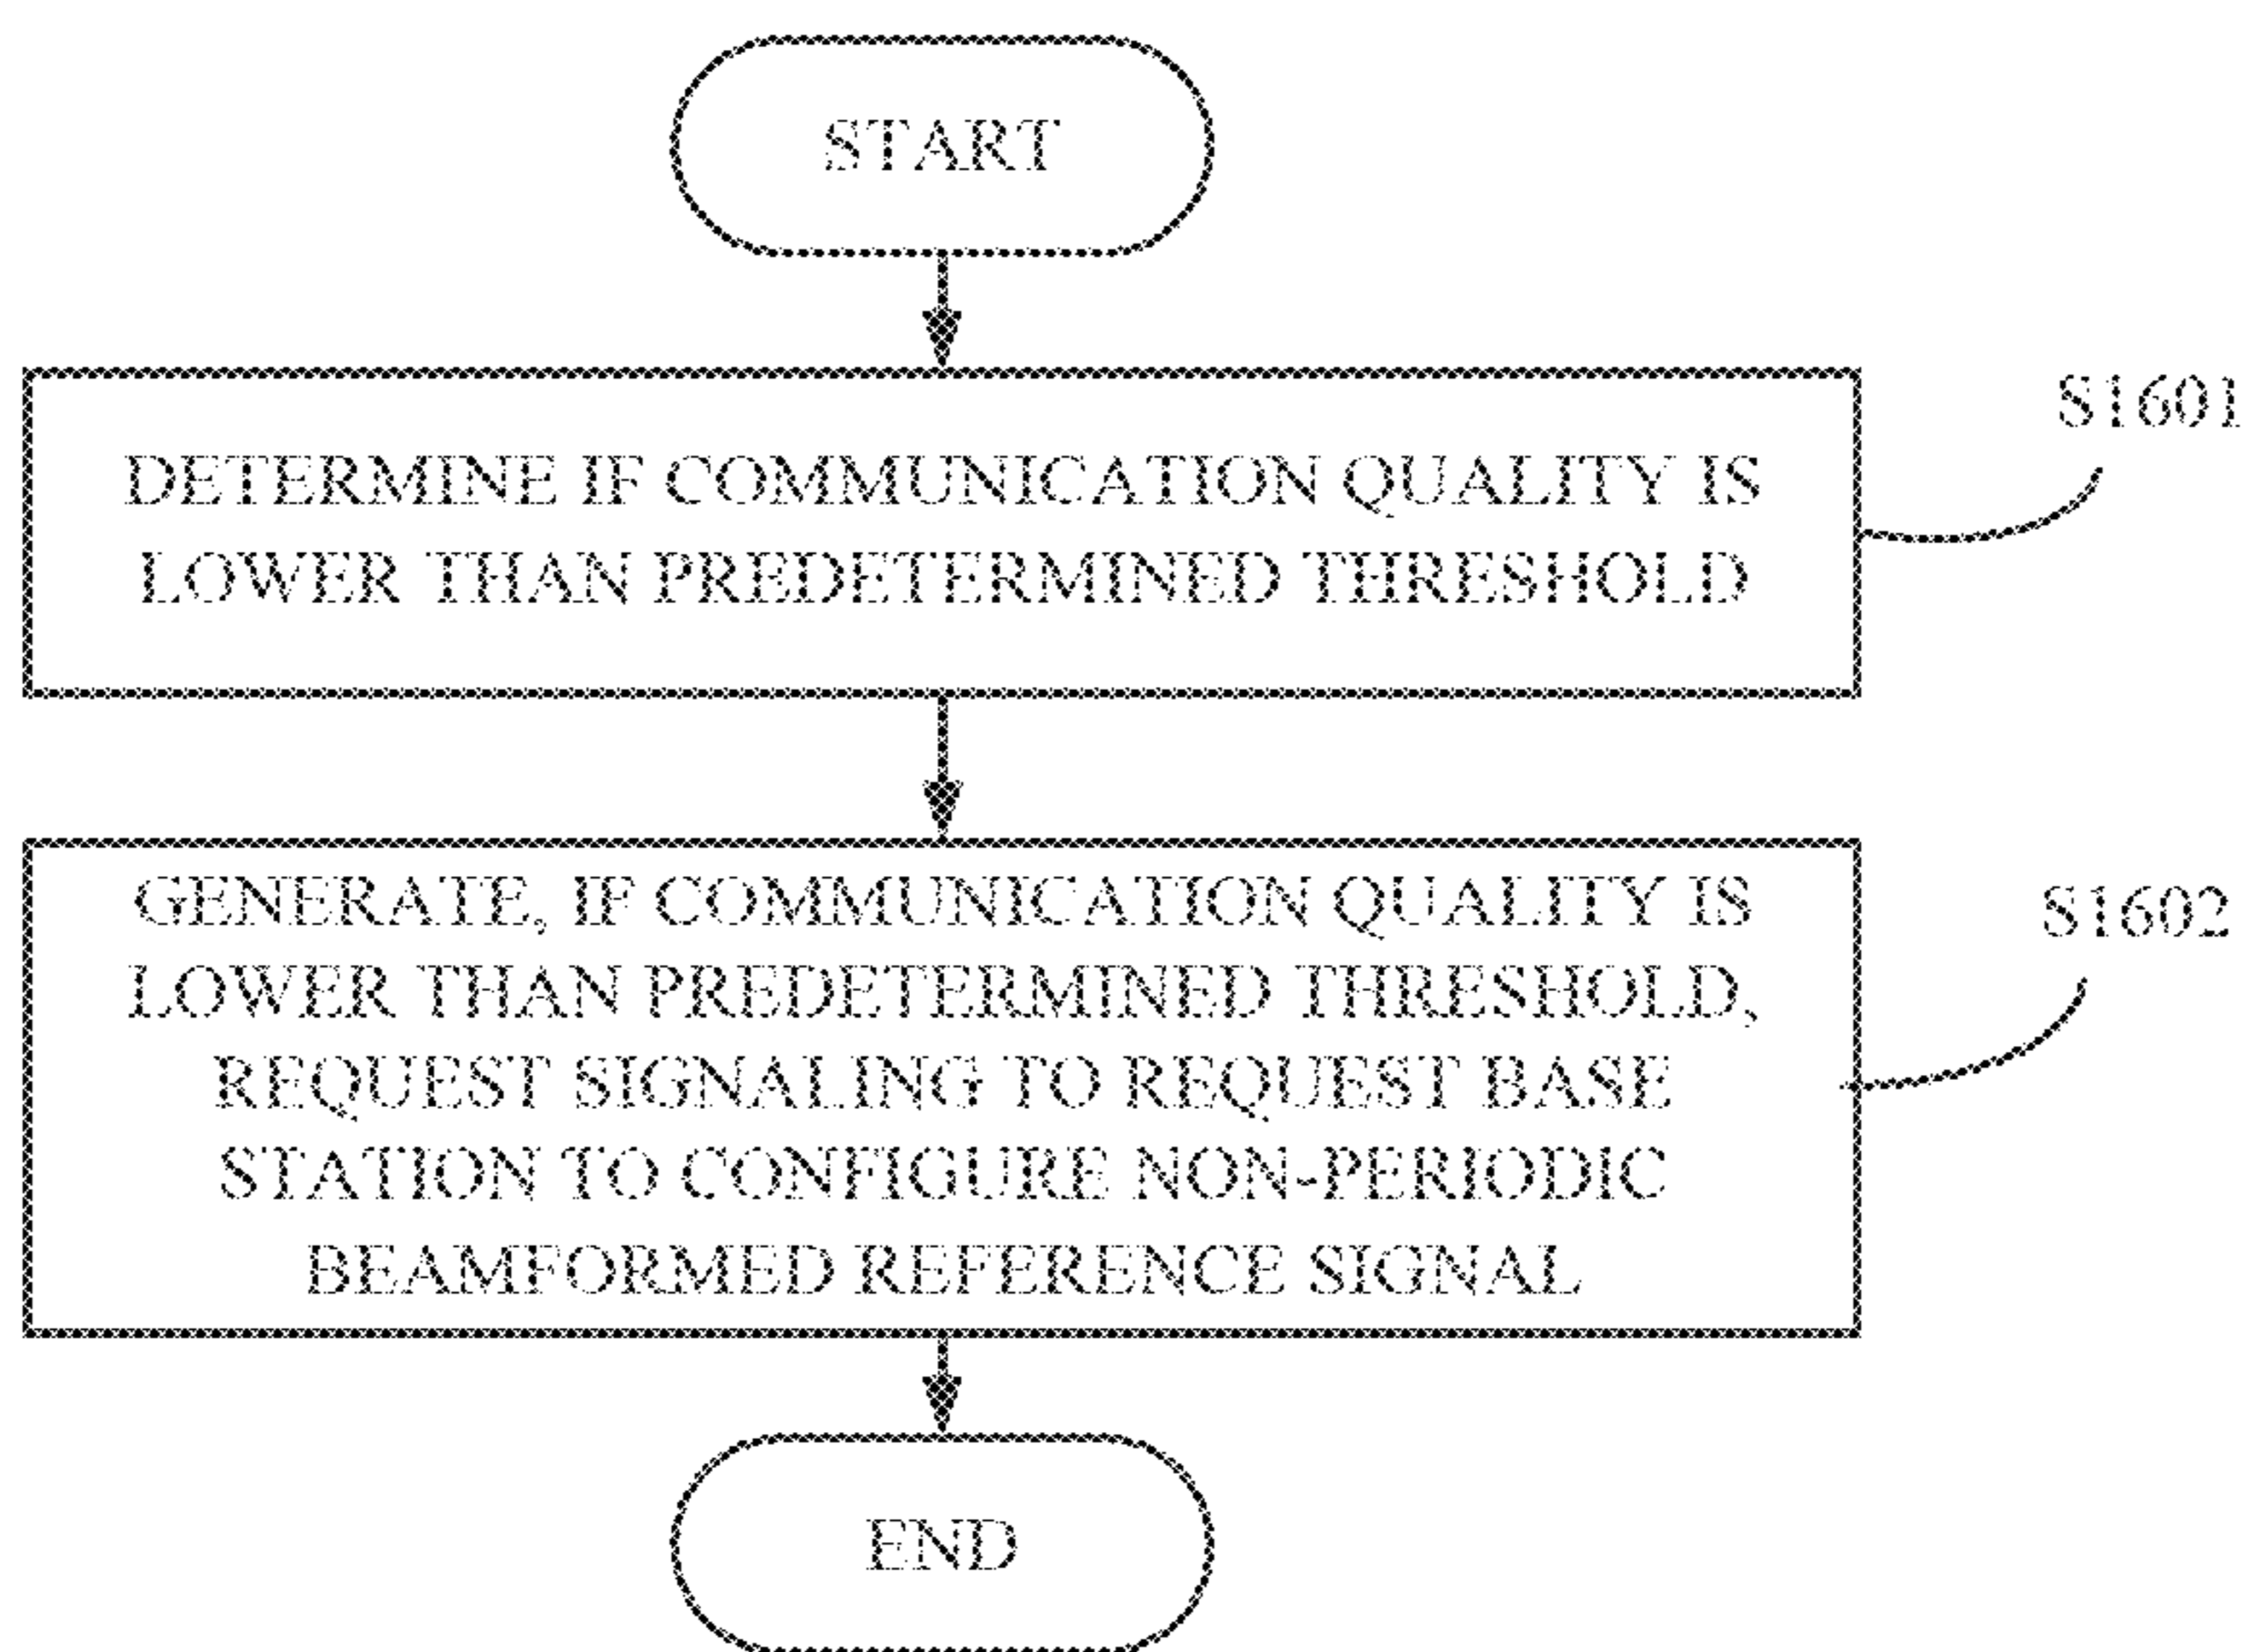 START
S1601
DETERMINE IF COMMUNICATION QUALITY IS
LOWER THAN PREDETERMINED THRESHOLD
GENERATE, IF COMMUNICATION QUALITY IS
S1602
LOWER THAN PREDETERMINED THRESHOLD,
REQUEST SIGNALING TO REQUEST BASE
STATION TO CONFIGURE NON-PERIODIC
BEAMFORMED REFERENCE SIGNAL
END